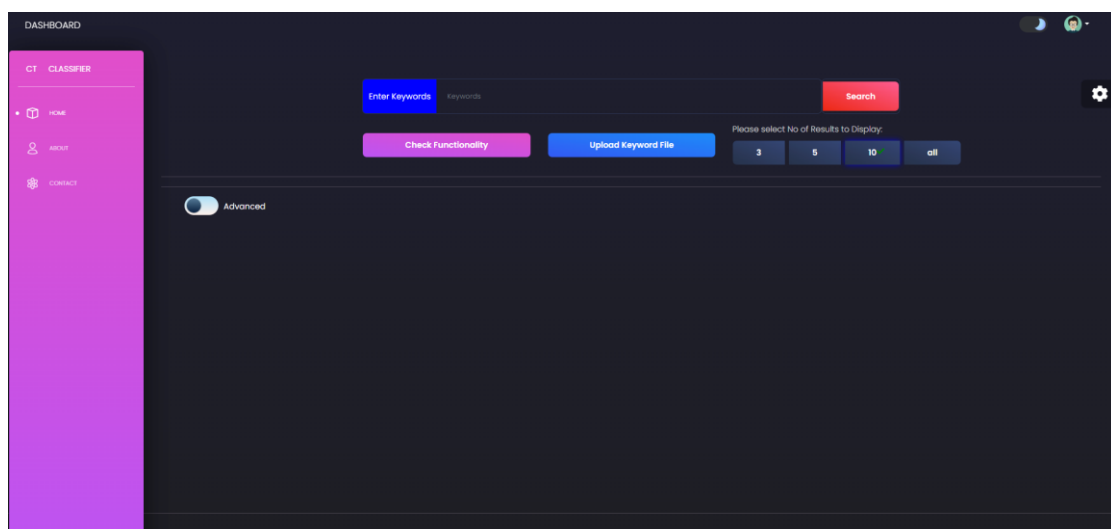 DASHBOARD
CT CLASSIFIER
HOME
ABOUT
CONTACT
Enter Keywords Keywords Search
Check Functionality Upload Keyword File
Please select No of Results to Display:
3 5 10 all
Advanced